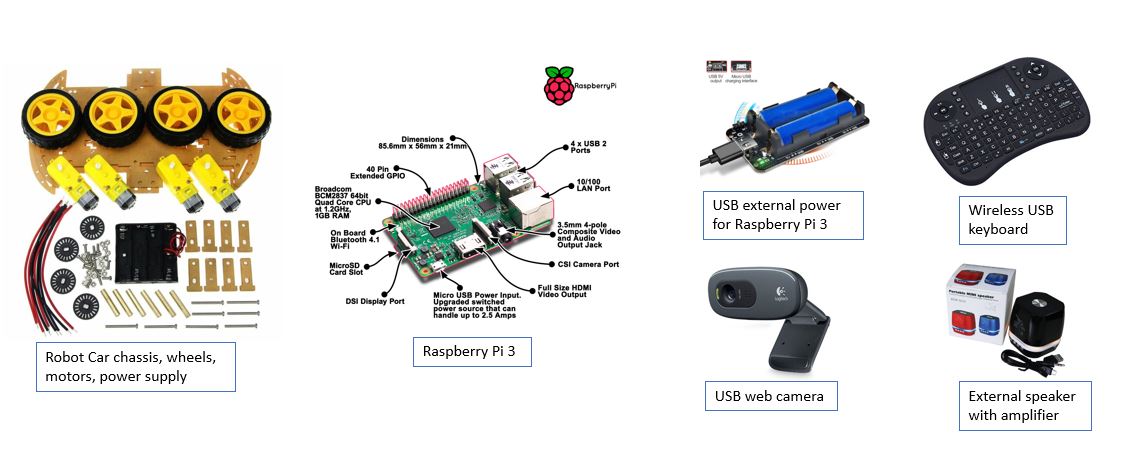 RaspberryPi
Dimensions
85.6mm x 56mm x 21mm
4 x USB 2
Ports
40 Pin
Extended GPIO
10/100
LAN Port
Broadcom
BCM2837 64bit
Quad Core CPU
at 1.2GHz,
1GB RAM
3.5mm 4-pole
Composite Video
and Audio
Output Jack
On Board
Bluetooth 4.1
Wi-Fi
CSI Camera Port
MicroSD
Card Slot
Full Size HDMI
Video Output
DSI Display Port
Micro USB Power Input.
Upgraded switched
power source that can
handle up to 2.5 Amps
Robot Car chassis, wheels,
motors, power supply
Raspberry Pi 3
USB 5V
output
Micro USB
charging interface
USB external power
for Raspberry Pi 3
Wireless USB
keyboard
logitech
USB web camera
Portable MINI speaker
External speaker
with amplifier